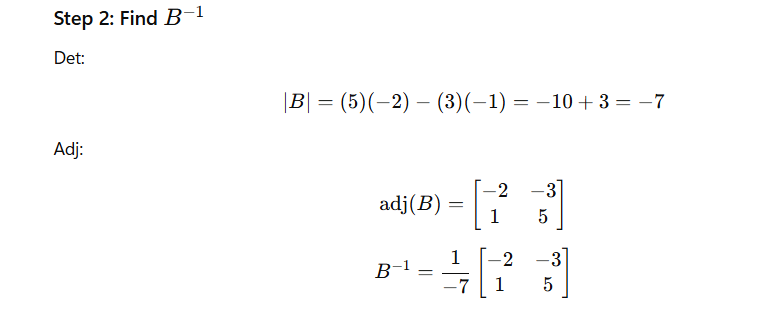 Step 2: Find B⁻¹
Det:
|B| = (5)(−2) − (3)(−1) = −10 + 3 = −7
Adj:
adj(B) = [−2 −3; 1 5]
B⁻¹ = 1/−7 [−2 −3; 1 5]